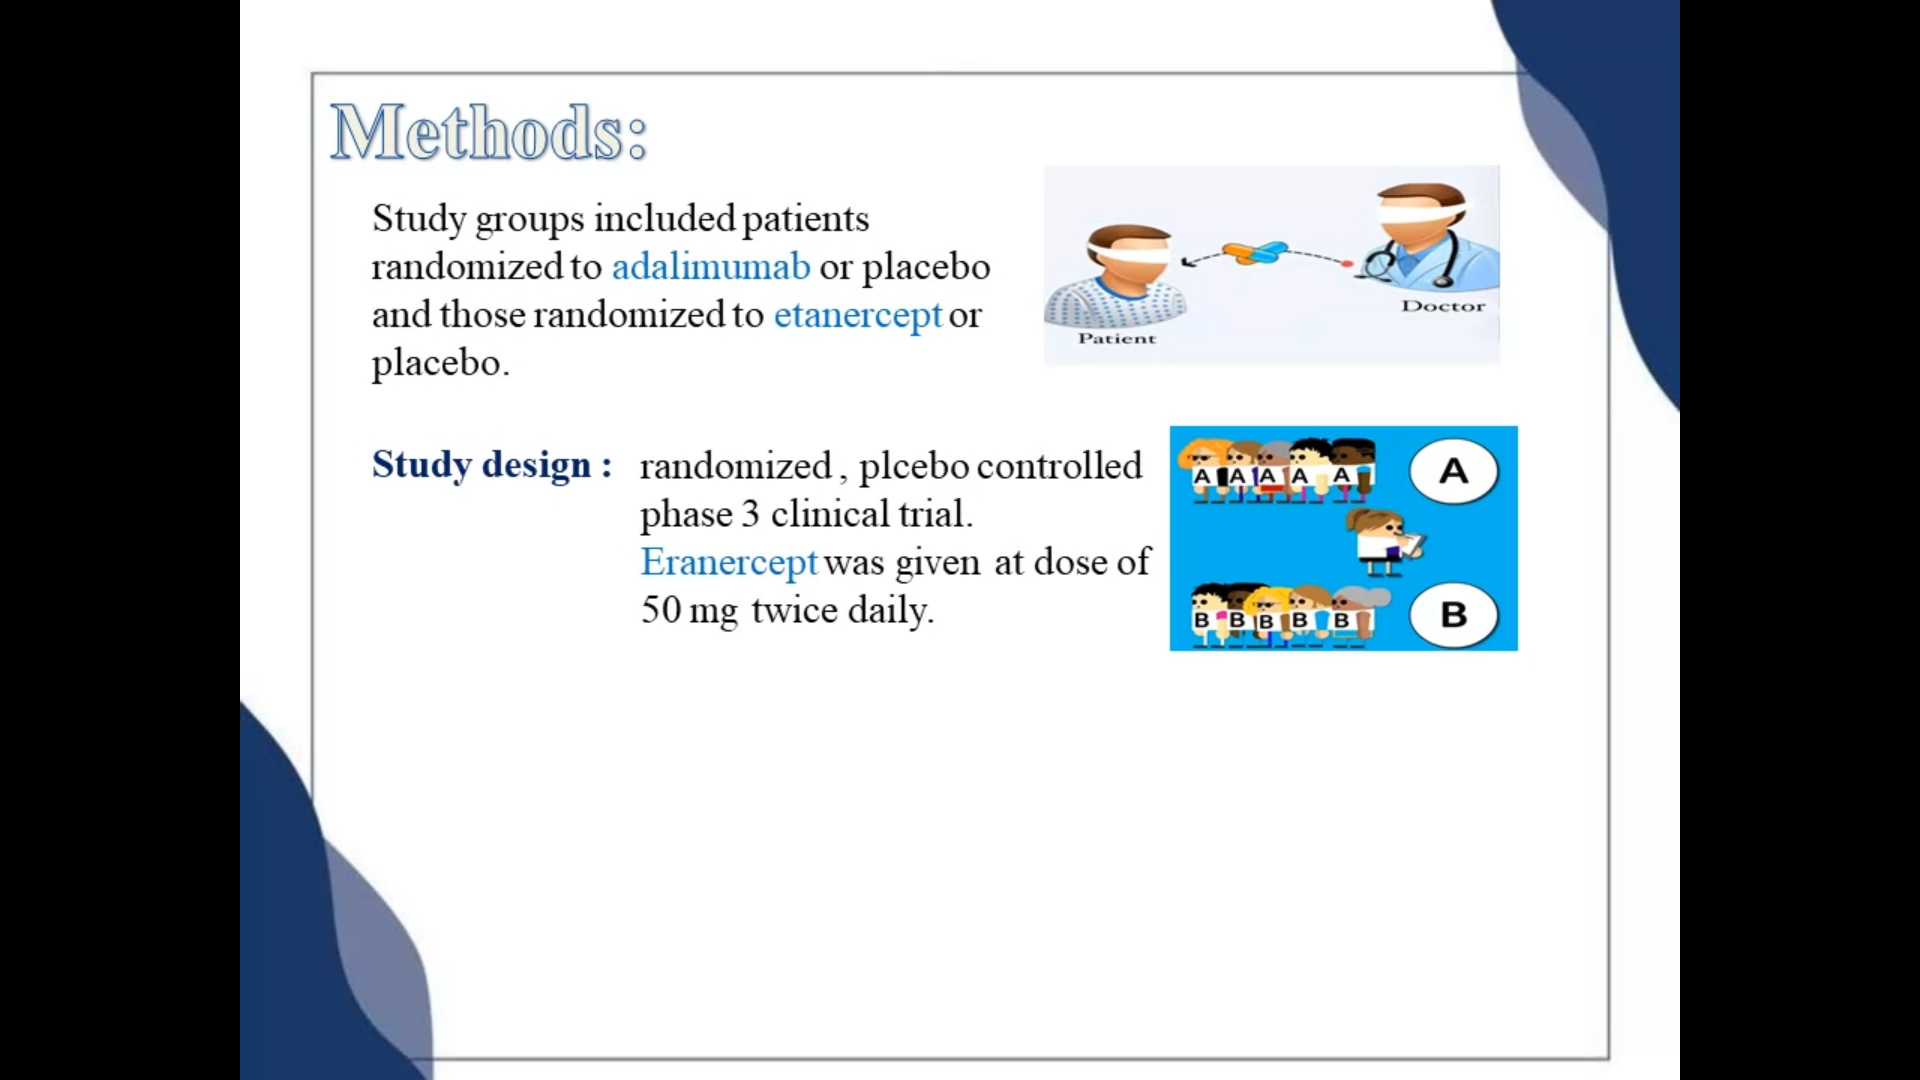 Methods:
Study groups included patients
randomized to adalimumab or placebo
and those randomized to etanercept or
placebo.
Patient
Doctor
Study design : randomized , plcebo controlled
phase 3 clinical trial.
Eranercept was given at dose of
50 mg twice daily.
A A A A A
A
B B B B B
B